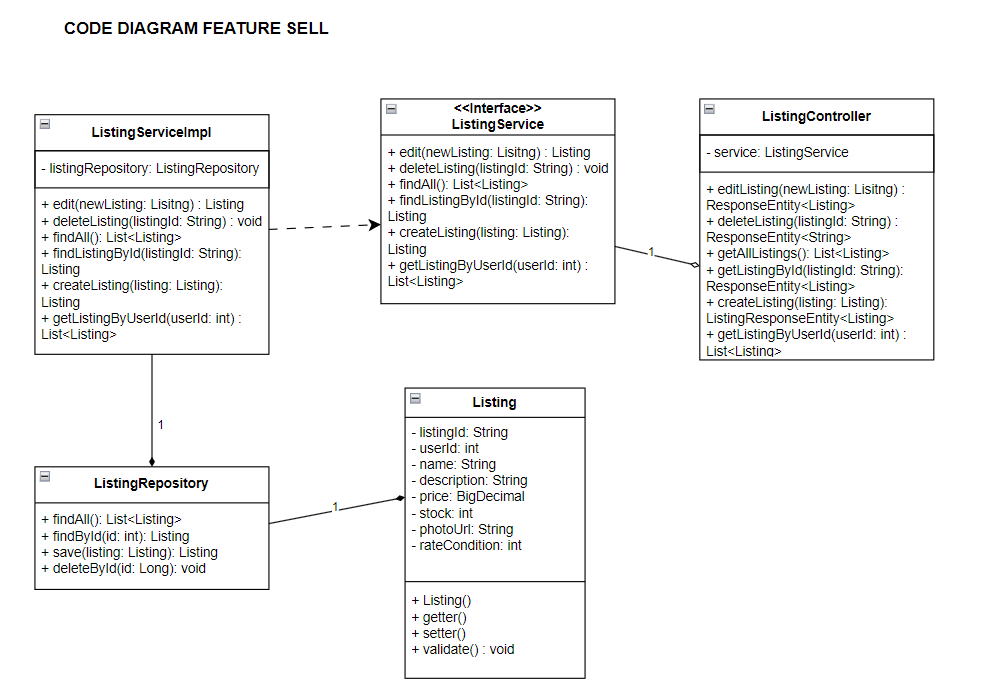 CODE DIAGRAM FEATURE SELL
ListingServiceImpl
- listingRepository: ListingRepository
+ edit(newListing: Lisitng) : Listing
+ deleteListing(listingId: String) : void
+ findAll(): List<Listing>
+ findListingById(listingId: String):
Listing
+ createListing(listing: Listing):
Listing
+ getListingByUserId(userId: int) :
List<Listing>
<<Interface>>
ListingService
+ edit(newListing: Lisitng) : Listing
+ deleteListing(listingId: String) : void
+ findAll(): List<Listing>
+ findListingById(listingId: String):
Listing
+ createListing(listing: Listing):
Listing
+ getListingByUserId(userId: int) :
List<Listing>
1
ListingController
- service: ListingService
+ editListing(newListing: Lisitng) :
ResponseEntity<Listing>
+ deleteListing(listingId: String) :
ResponseEntity<String>
+ getAllListings(): List<Listing>
+ getListingById(listingId: String):
ResponseEntity<Listing>
+ createListing(listing: Listing):
ListingResponseEntity<Listing>
+ getListingByUserId(userId: int) :
List<Listing>
1
ListingRepository
+ findAll(): List<Listing>
+ findById(id: int): Listing
+ save(listing: Listing): Listing
+ deleteById(id: Long): void
1
Listing
- listingId: String
- userId: int
- name: String
- description: String
- price: BigDecimal
- stock: int
- photoUrl: String
- rateCondition: int
+ Listing()
+ getter()
+ setter()
+ validate() : void